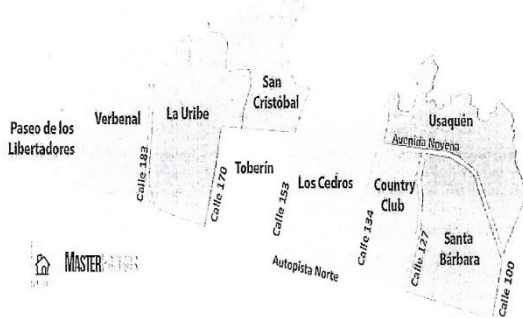 San
Cristóbal
Verbenal
La Uribe
Usaquén
Paseo de los
Libertadores
Avenida Novena
Calle 183
Calle 170
Toberín
Calle 153
Los Cedros
Country
Club
Calle 134
Calle 127
Santa
Bárbara
Calle 100
Autopista Norte
MASTER